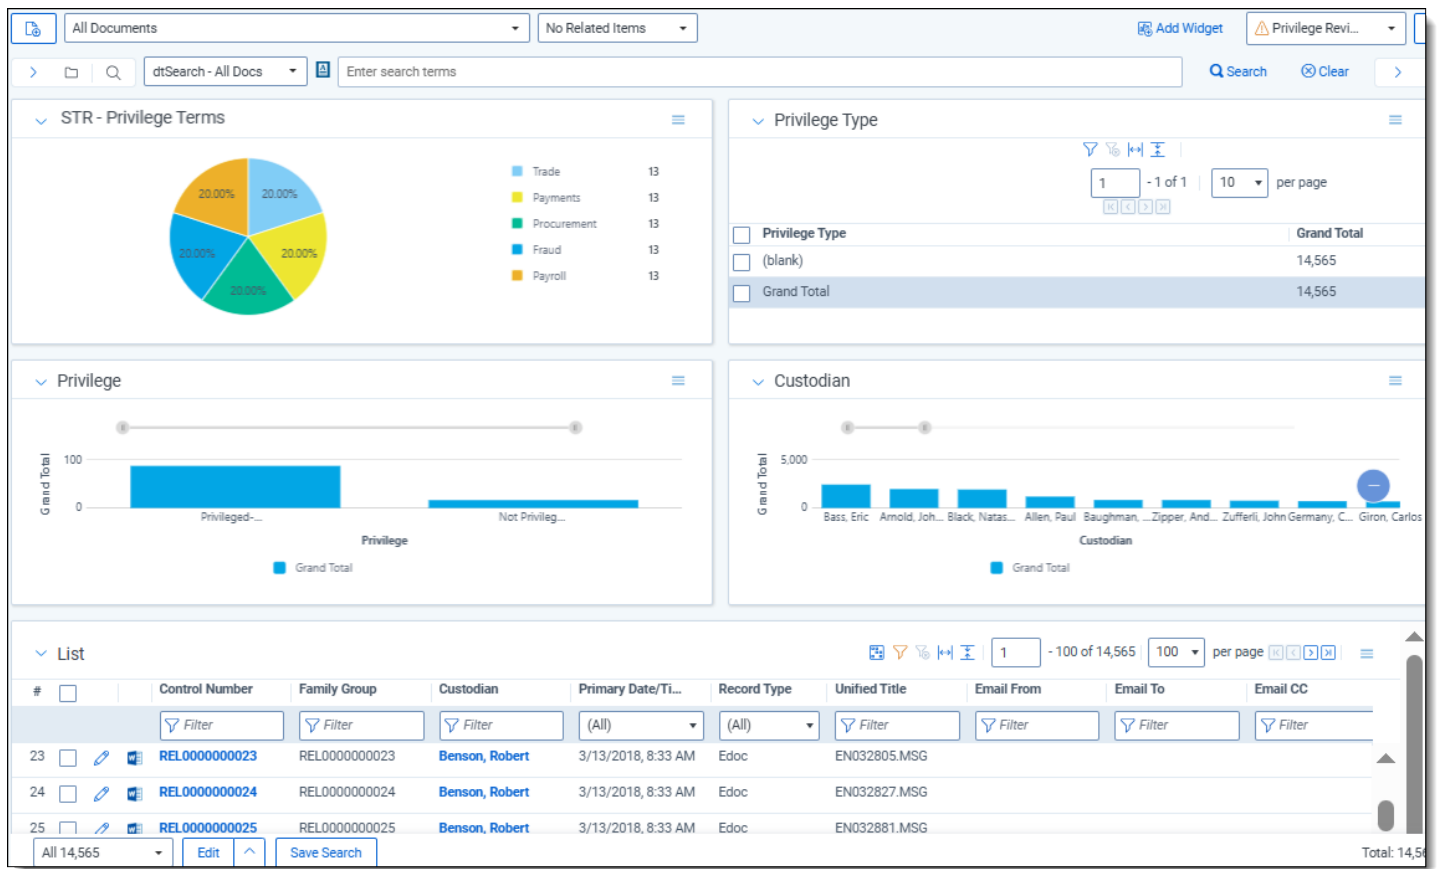 All Documents
No Related Items
Add Widget
Privilege Revi...
dtSearch - All Docs
Enter search terms
Search
Clear
STR - Privilege Terms
20.00%
20.00%
20.00%
20.00%
20.00%
Trade 13
Payments 13
Procurement 13
Fraud 13
Payroll 13
Privilege Type
1 - 1 of 1 10 per page
Privilege Type Grand Total
(blank) 14,565
Grand Total 14,565
Privilege
Grand Total
100
0
Privileged-... Not Privileg...
Privilege
Grand Total
Custodian
Grand Total
5,000
0
Bass, Eric Arnold, Joh... Black, Natas... Allen, Paul Baughman, ... Zipper, And... Zufferli, John Germany, C... Giron, Carlos
Custodian
Grand Total
List
1 - 100 of 14,565 100 per page
# Control Number Family Group Custodian Primary Date/Ti... Record Type Unified Title Email From Email To Email CC
Filter Filter Filter (All) (All) Filter Filter Filter Filter
23 REL0000000023 REL0000000023 Benson, Robert 3/13/2018, 8:33 AM Edoc EN032805.MSG
24 REL0000000024 REL0000000024 Benson, Robert 3/13/2018, 8:33 AM Edoc EN032827.MSG
25 REL0000000025 REL0000000025 Benson, Robert 3/13/2018, 8:33 AM Edoc EN032881.MSG
All 14,565 Edit Save Search Total: 14,56